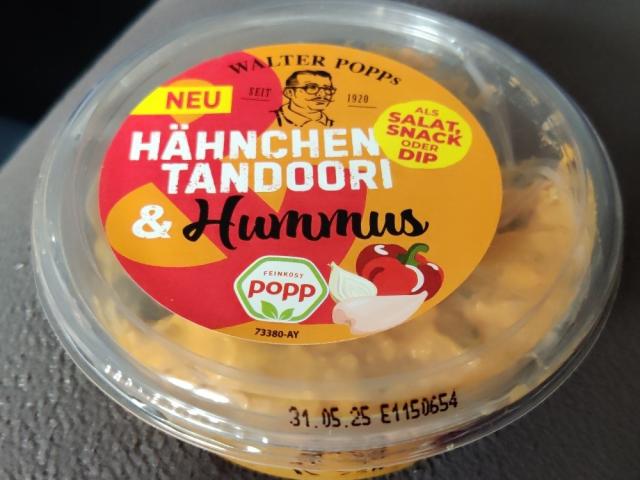 WALTER POPPs
SEIT 1920
NEU
ALS
SALAT,
SNACK
ODER
DIP
HÄHNCHEN
TANDOORI
& Hummus
FEINKOST
POPP
73380-AY
31.05.25 E1150654